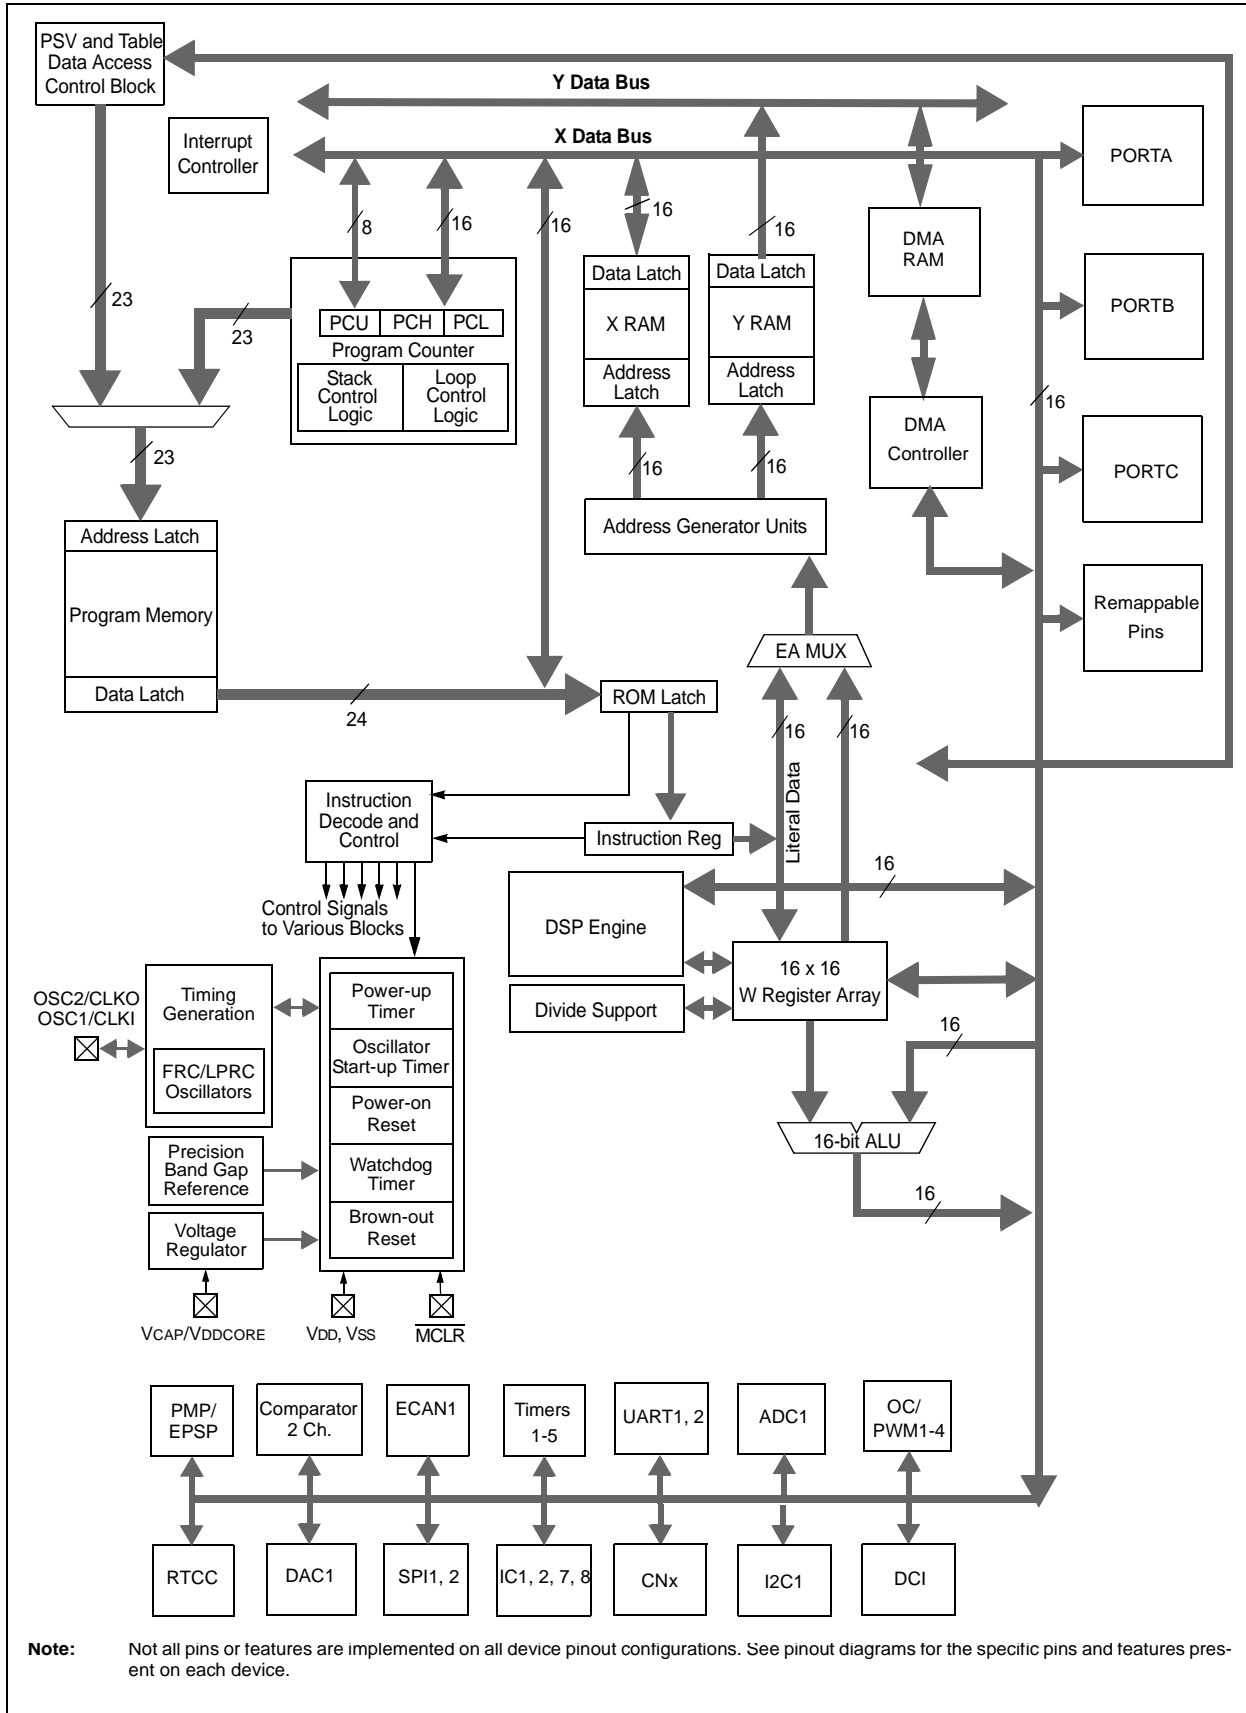 PSV and Table
Data Access
Control Block
Y Data Bus
X Data Bus
Interrupt
Controller
PORTA
8
16
16
16
16
DMA
RAM
Data Latch
X RAM
Address
Latch
Data Latch
Y RAM
Address
Latch
23
23
PCU
PCH
PCL
Program Counter
Stack
Control
Logic
Loop
Control
Logic
PORTB
16
DMA
Controller
23
16
16
PORTC
Address Generator Units
Address Latch
Program Memory
Data Latch
Remappable
Pins
EA MUX
24
ROM Latch
16
16
Literal Data
Instruction
Decode and
Control
Instruction Reg
Control Signals
to Various Blocks
16
DSP Engine
16 x 16
W Register Array
Divide Support
OSC2/CLKO
OSC1/CLKI
Timing
Generation
FRC/LPRC
Oscillators
Power-up
Timer
Oscillator
Start-up Timer
Power-on
Reset
Watchdog
Timer
Brown-out
Reset
16
16-bit ALU
16
Precision
Band Gap
Reference
Voltage
Regulator
VCAP/VDDCORE
VDD, VSS
MCLR
PMP/
EPSP
Comparator
2 Ch.
ECAN1
Timers
1-5
UART1, 2
ADC1
OC/
PWM1-4
RTCC
DAC1
SPI1, 2
IC1, 2, 7, 8
CNx
I2C1
DCI
Note: Not all pins or features are implemented on all device pinout configurations. See pinout diagrams for the specific pins and features pres-
ent on each device.